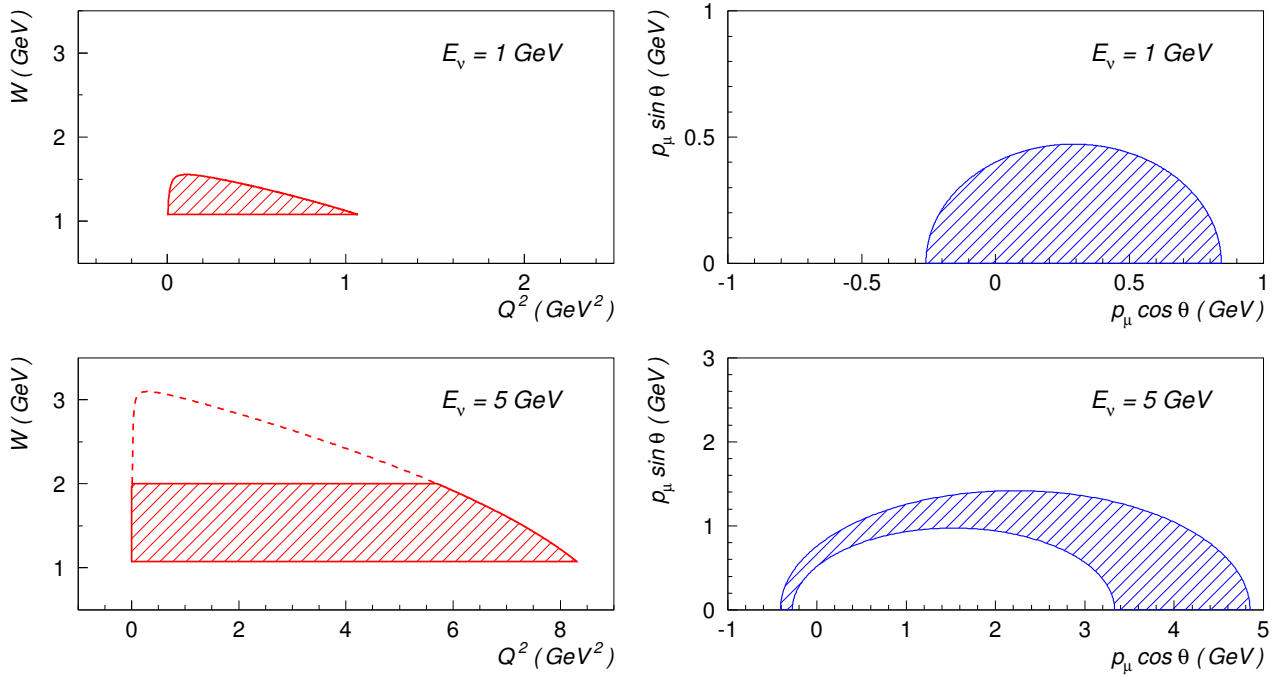 W ( GeV )
3
2
1
0
1
2
Q² ( GeV² )
E_ν = 1 GeV
p_μ sin θ ( GeV )
1
0.5
0
-1
-0.5
0
0.5
1
p_μ cos θ ( GeV )
E_ν = 1 GeV
W ( GeV )
3
2
1
0
2
4
6
8
Q² ( GeV² )
E_ν = 5 GeV
p_μ sin θ ( GeV )
3
2
1
0
-1
0
1
2
3
4
5
p_μ cos θ ( GeV )
E_ν = 5 GeV